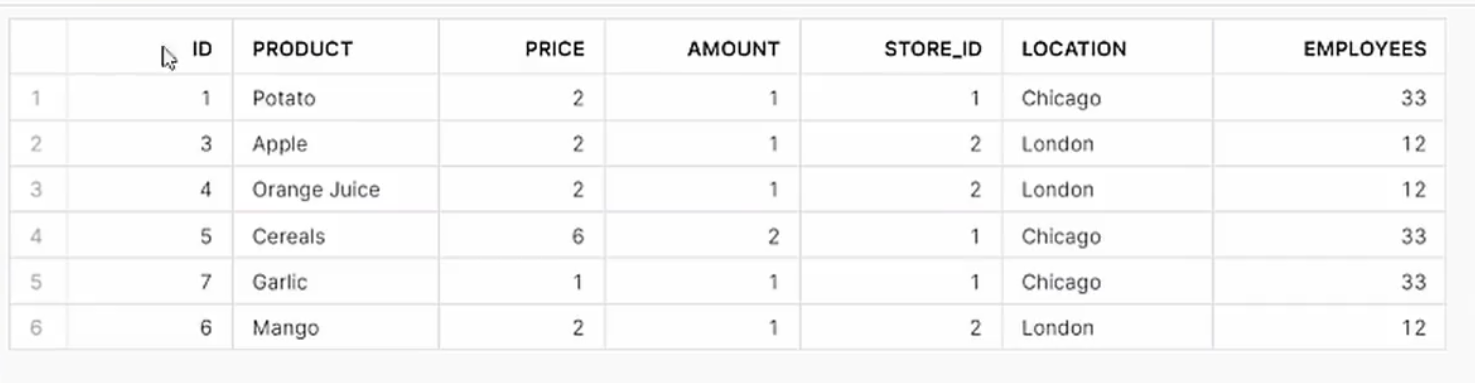 ID PRODUCT PRICE AMOUNT STORE_ID LOCATION EMPLOYEES
1 1 Potato 2 1 1 Chicago 33
2 3 Apple 2 1 2 London 12
3 4 Orange Juice 2 1 2 London 12
4 5 Cereals 6 2 1 Chicago 33
5 7 Garlic 1 1 1 Chicago 33
6 6 Mango 2 1 2 London 12